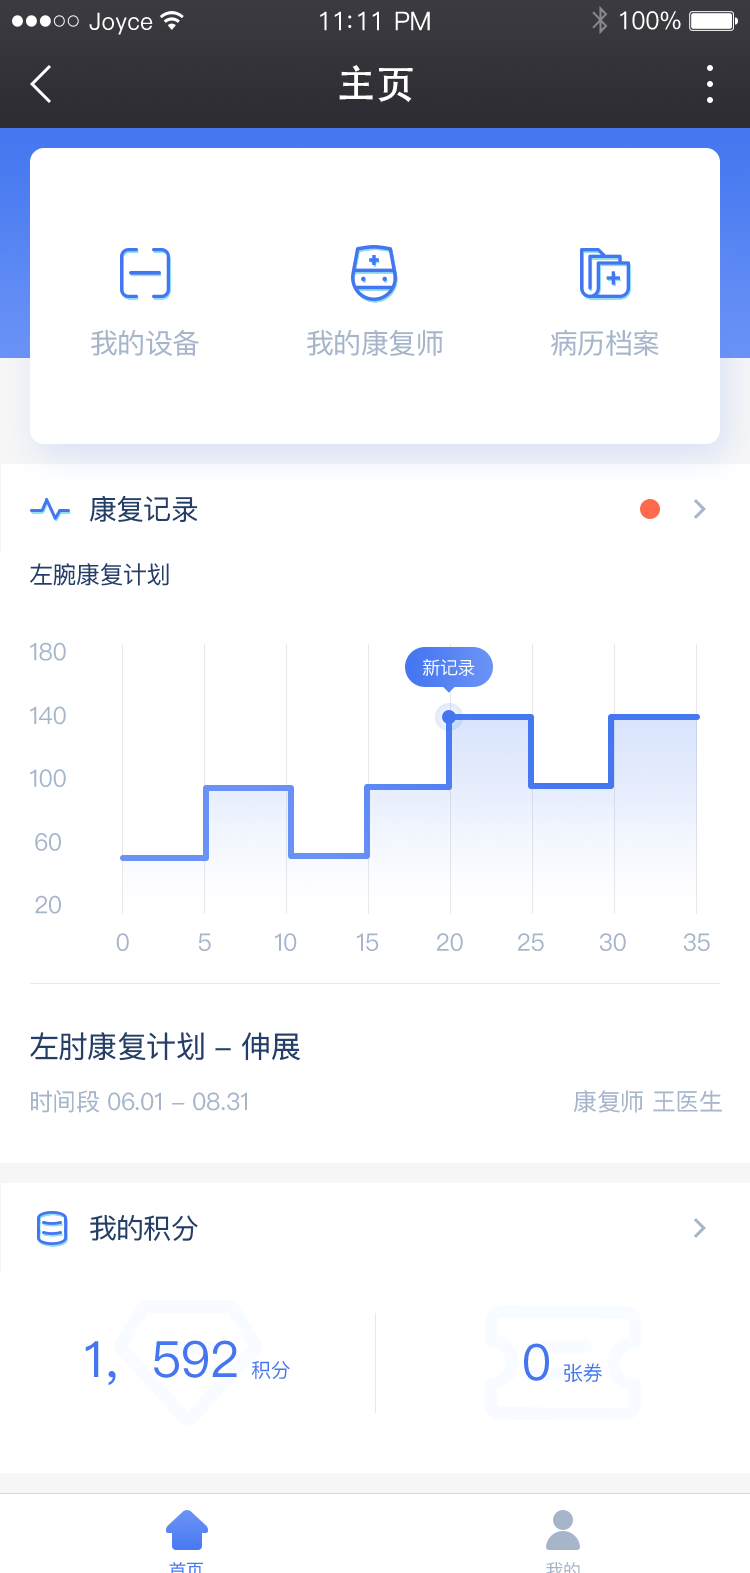 Joyce 11:11 PM 100%
主页
我的设备 我的康复师 病历档案
康复记录
左腕康复计划
180
新记录
140
100
60
20
0 5 10 15 20 25 30 35
左肘康复计划 – 伸展
时间段 06.01 – 08.31 康复师 王医生
我的积分
1, 592 积分 0 张券
首页 我的